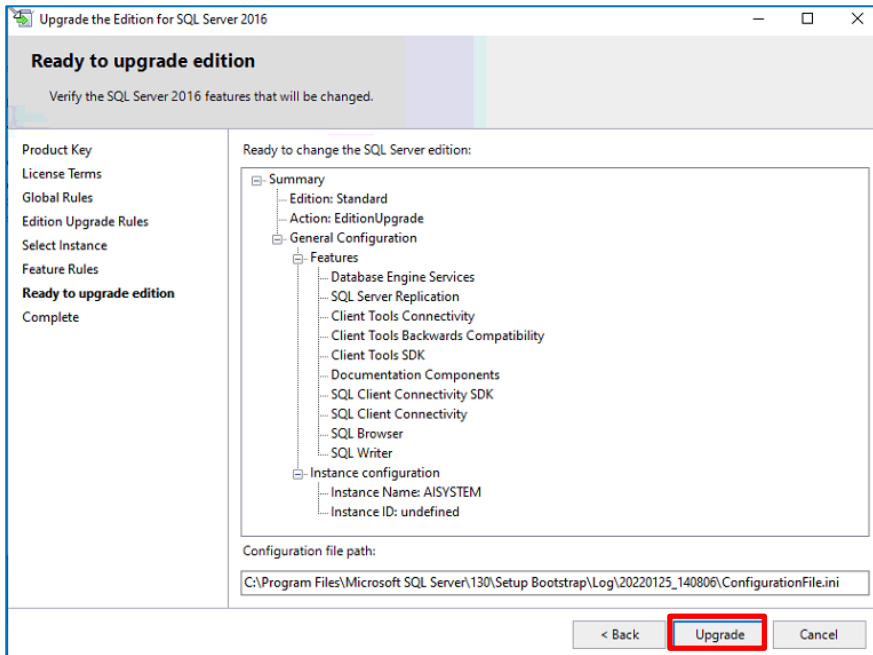 Upgrade the Edition for SQL Server 2016
Ready to upgrade edition
Verify the SQL Server 2016 features that will be changed.
Product Key
License Terms
Global Rules
Edition Upgrade Rules
Select Instance
Feature Rules
Ready to upgrade edition
Complete
Ready to change the SQL Server edition:
Summary
Edition: Standard
Action: EditionUpgrade
General Configuration
Features
Database Engine Services
SQL Server Replication
Client Tools Connectivity
Client Tools Backwards Compatibility
Client Tools SDK
Documentation Components
SQL Client Connectivity SDK
SQL Client Connectivity
SQL Browser
SQL Writer
Instance configuration
Instance Name: AISYSTEM
Instance ID: undefined
Configuration file path:
C:\Program Files\Microsoft SQL Server\130\Setup Bootstrap\Log\20220125_140806\ConfigurationFile.ini
< Back Upgrade Cancel